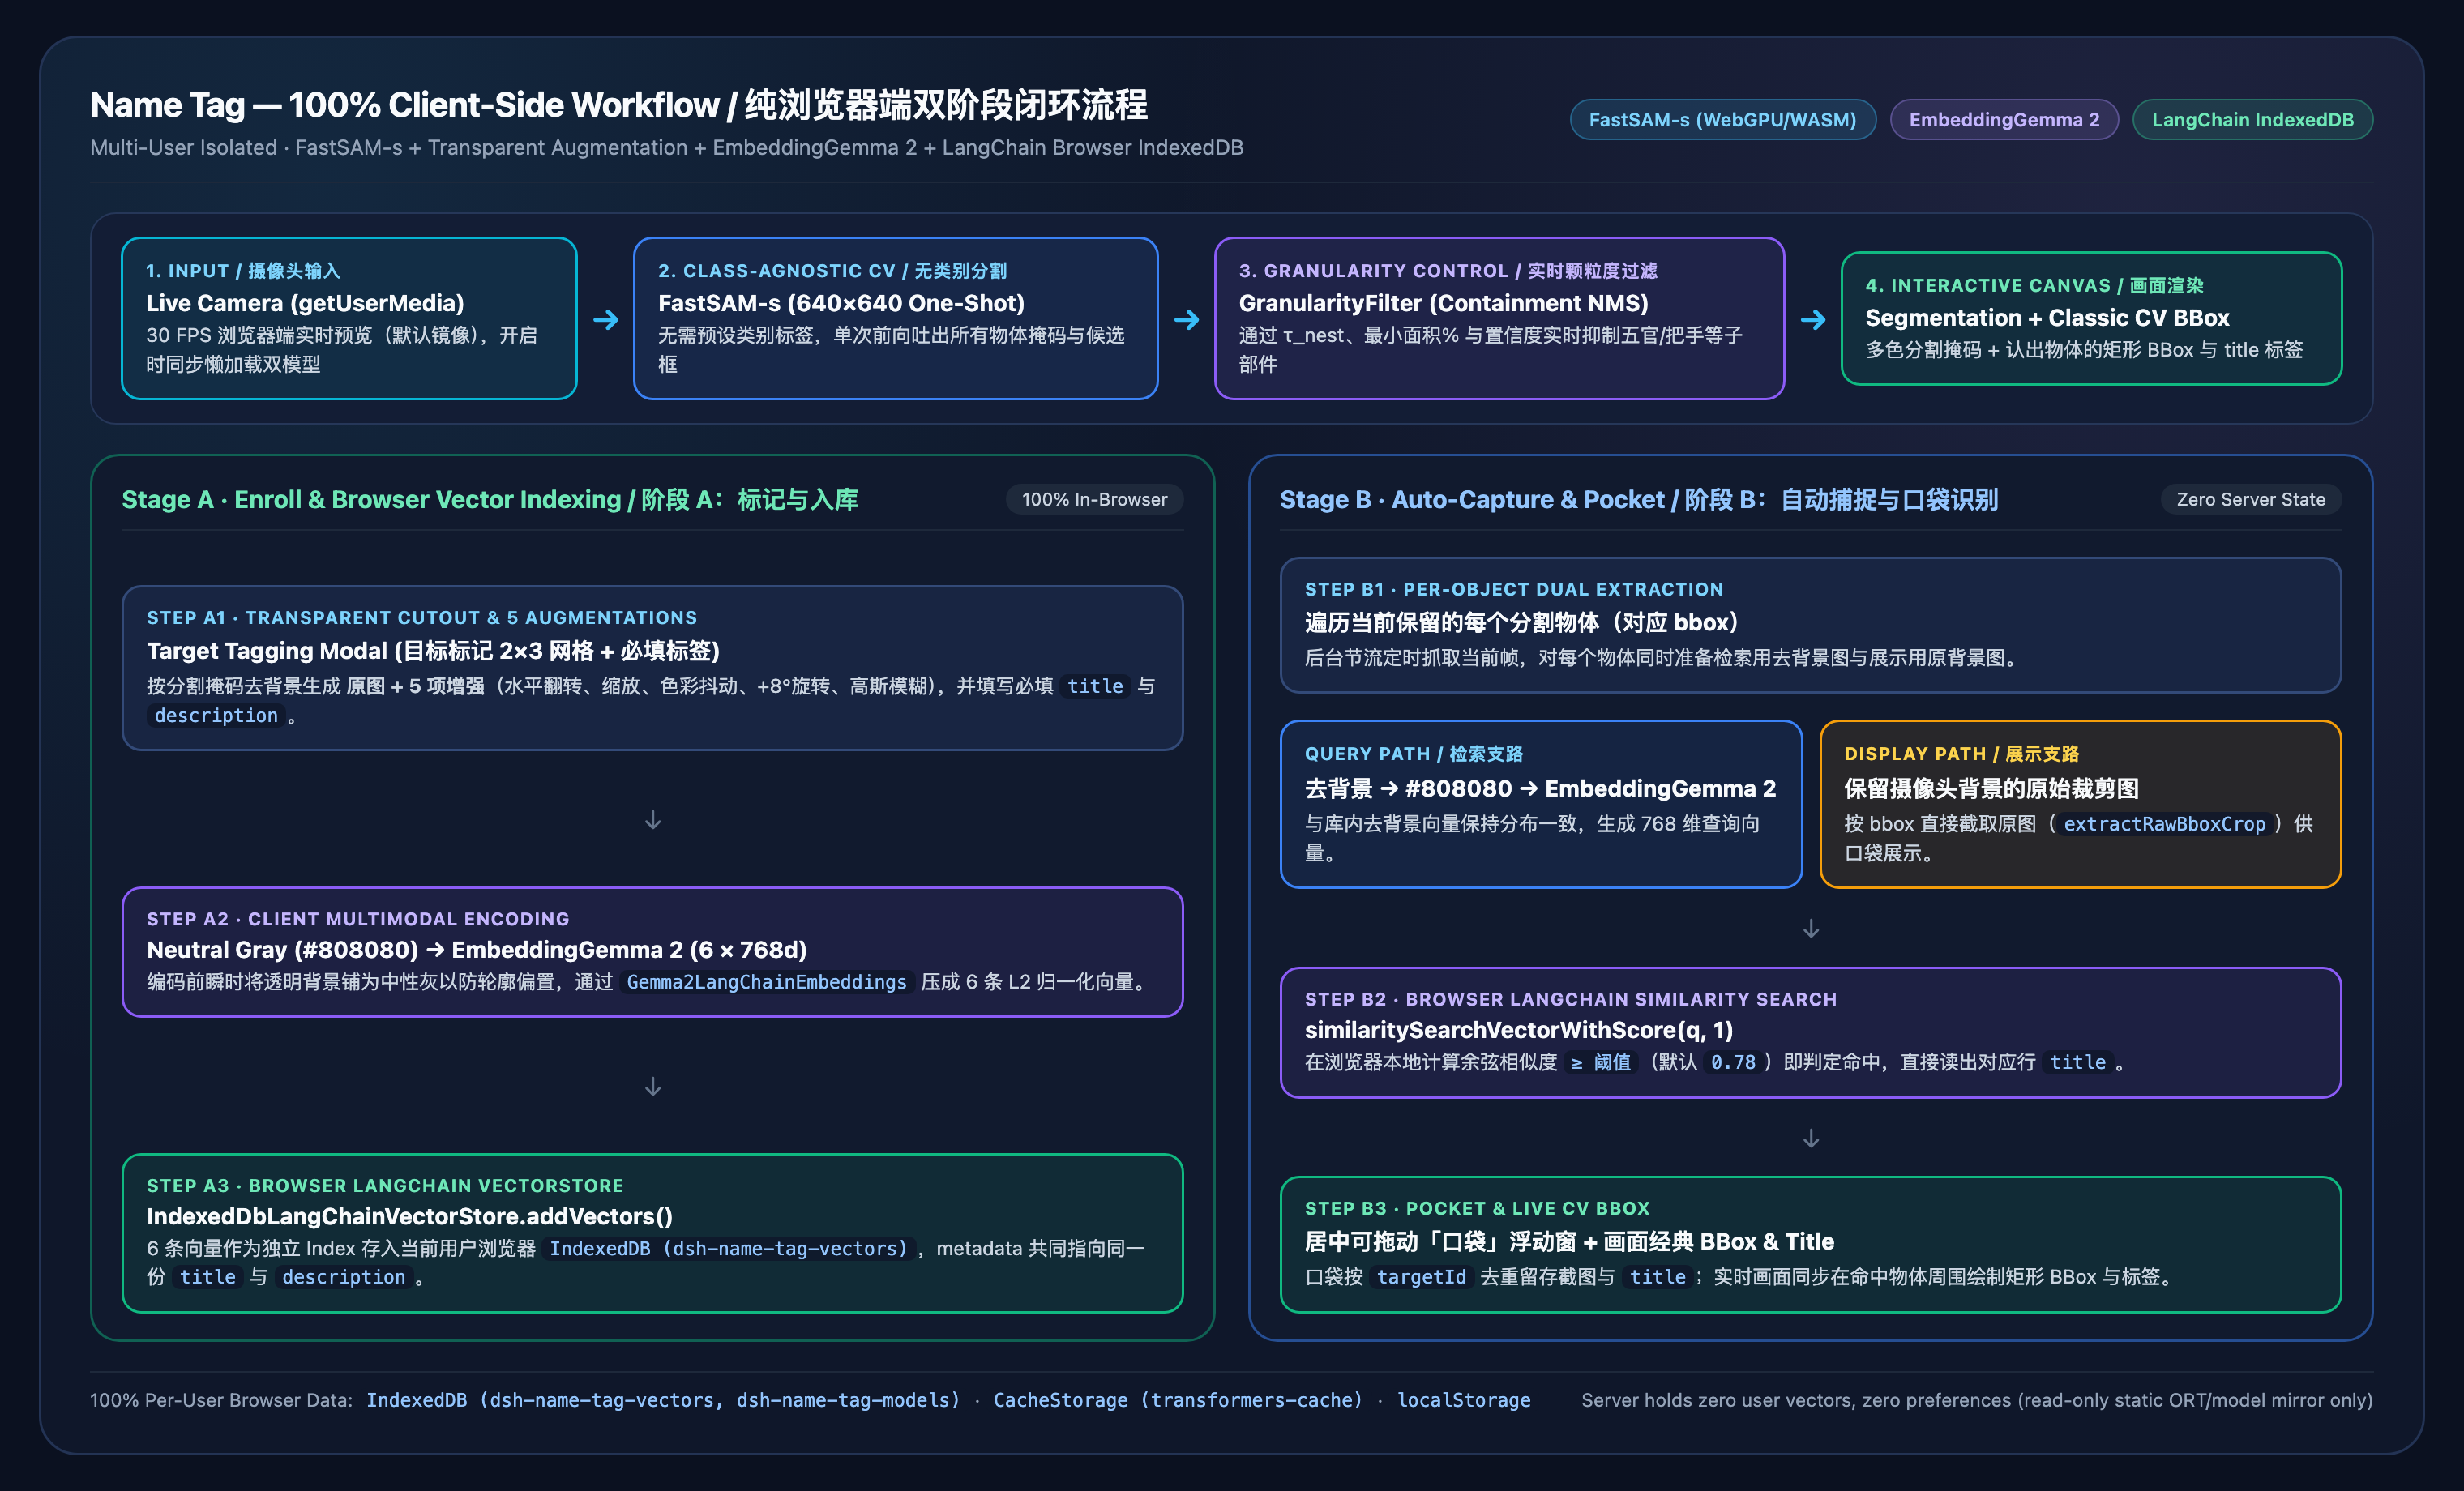 Name Tag — 100% Client-Side Workflow / 纯浏览器端双阶段闭环流程
Multi-User Isolated · FastSAM-s + Transparent Augmentation + EmbeddingGemma 2 + LangChain Browser IndexedDB
FastSAM-s (WebGPU/WASM)
EmbeddingGemma 2
LangChain IndexedDB
1. INPUT / 摄像头输入
Live Camera (getUserMedia)
30 FPS 浏览器端实时预览（默认镜像），开启
时同步懒加载双模型
→
2. CLASS-AGNOSTIC CV / 无类别分割
FastSAM-s (640×640 One-Shot)
无需预设类别标签，单次前向吐出所有物体掩码与候选
框
→
3. GRANULARITY CONTROL / 实时颗粒度过滤
GranularityFilter (Containment NMS)
通过 τ_nest、最小面积% 与置信度实时抑制五官/把手等子
部件
→
4. INTERACTIVE CANVAS / 画面渲染
Segmentation + Classic CV BBox
多色分割掩码 + 认出物体的矩形 BBox 与 title 标签
Stage A · Enroll & Browser Vector Indexing / 阶段 A：标记与入库
100% In-Browser
STEP A1 · TRANSPARENT CUTOUT & 5 AUGMENTATIONS
Target Tagging Modal (目标标记 2×3 网格 + 必填标签)
按分割掩码去背景生成 原图 + 5 项增强（水平翻转、缩放、色彩抖动、+8°旋转、高斯模糊），并填写必填 title 与
description 。
↓
STEP A2 · CLIENT MULTIMODAL ENCODING
Neutral Gray (#808080) → EmbeddingGemma 2 (6 × 768d)
编码前瞬时将透明背景铺为中性灰以防轮廓偏置，通过 Gemma2LangChainEmbeddings 压成 6 条 L2 归一化向量。
↓
STEP A3 · BROWSER LANGCHAIN VECTORSTORE
IndexedDbLangChainVectorStore.addVectors()
6 条向量作为独立 Index 存入当前用户浏览器 IndexedDB (dsh-name-tag-vectors) ，metadata 共同指向同一
份 title 与 description 。
Stage B · Auto-Capture & Pocket / 阶段 B：自动捕捉与口袋识别
Zero Server State
STEP B1 · PER-OBJECT DUAL EXTRACTION
遍历当前保留的每个分割物体（对应 bbox）
后台节流定时抓取当前帧，对每个物体同时准备检索用去背景图与展示用原背景图。
QUERY PATH / 检索支路
去背景 → #808080 → EmbeddingGemma 2
与库内去背景向量保持分布一致，生成 768 维查询向
量。
DISPLAY PATH / 展示支路
保留摄像头背景的原始裁剪图
按 bbox 直接截取原图（ extractRawBboxCrop ）供
口袋展示。
↓
STEP B2 · BROWSER LANGCHAIN SIMILARITY SEARCH
similaritySearchVectorWithScore(q, 1)
在浏览器本地计算余弦相似度 ≥ 阈值 （默认 0.78 ）即判定命中，直接读出对应行 title 。
↓
STEP B3 · POCKET & LIVE CV BBOX
居中可拖动「口袋」浮动窗 + 画面经典 BBox & Title
口袋按 targetId 去重留存截图与 title ；实时画面同步在命中物体周围绘制矩形 BBox 与标签。
100% Per-User Browser Data: IndexedDB (dsh-name-tag-vectors, dsh-name-tag-models) · CacheStorage (transformers-cache) · localStorage
Server holds zero user vectors, zero preferences (read-only static ORT/model mirror only)